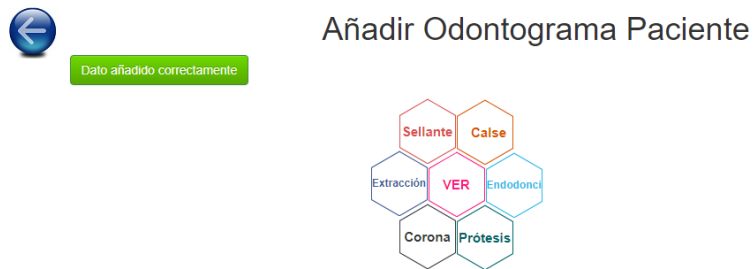 Añadir Odontograma Paciente
Dato añadido correctamente
Sellante
Calse
Extracción
VER
Endodonci
Corona
Prótesis